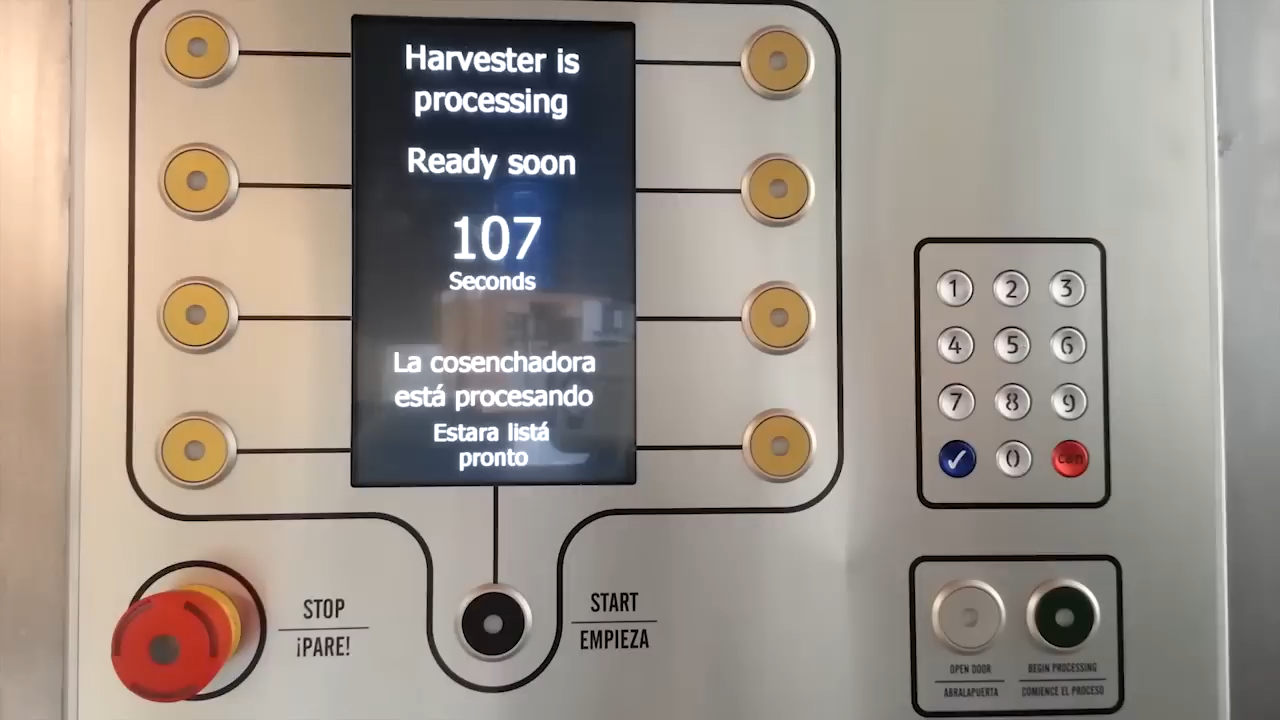 Harvester is
processing
Ready soon
107
Seconds
La cosenchadora
está procesando
Estara listá
pronto
1 2 3
4 5 6
7 8 9
✓ 0 can
STOP
¡PARE!
START
EMPIEZA
OPEN DOOR
ABRALAPUERTA
BEGIN PROCESSING
COMIENCE EL PROCESO